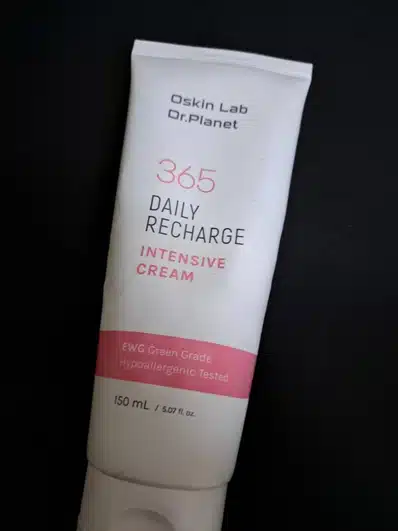 Oskin Lab
Dr.Planet
365
DAILY
RECHARGE
INTENSIVE
CREAM
EWG Green Grade
Hypoallergenic Tested
150 mL / 5.07 fl. oz.